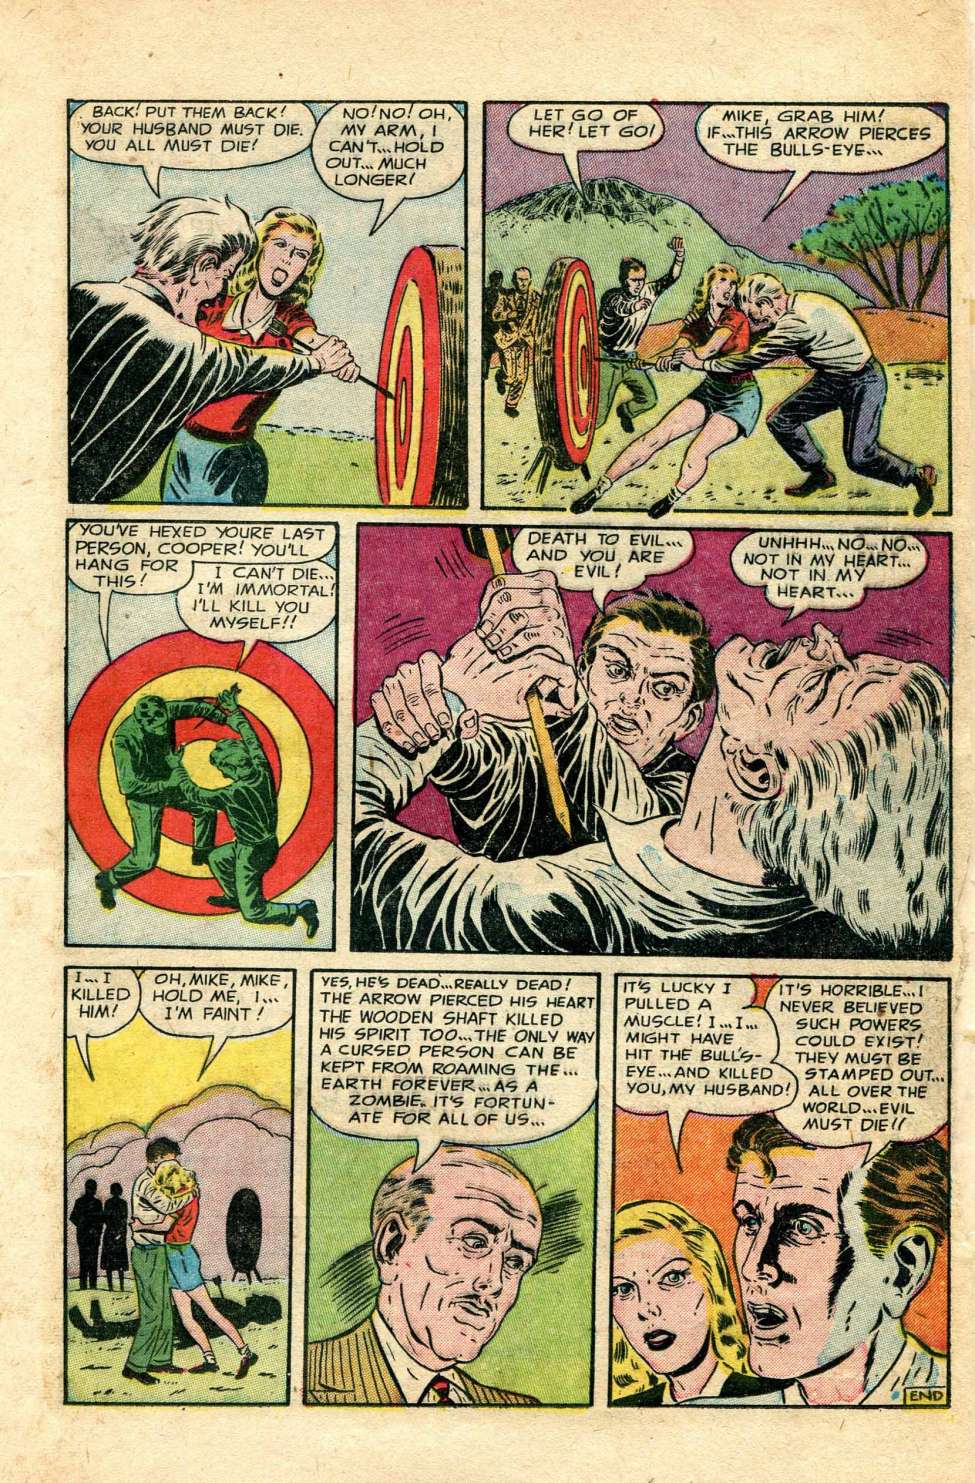 BACK! PUT THEM BACK!
YOUR HUSBAND MUST DIE.
YOU ALL MUST DIE!
NO! NO! OH,
MY ARM, I
CAN'T...HOLD
OUT...MUCH
LONGER!
LET GO OF
HER! LET GO!
MIKE, GRAB HIM!
IF...THIS ARROW PIERCES
THE BULLS-EYE...
YOU'VE HEXED YOURE LAST
PERSON, COOPER! YOU'LL
HANG FOR
THIS!
I CAN'T DIE...
I'M IMMORTAL!
I'LL KILL YOU
MYSELF!!
DEATH TO EVIL...
AND YOU ARE
EVIL!
UNHHH...NO...NO...
NOT IN MY HEART...
NOT IN MY
HEART...
I...I
KILLED
HIM!
OH, MIKE, MIKE,
HOLD ME, I...
I'M FAINT!
YES, HE'S DEAD...REALLY DEAD!
THE ARROW PIERCED HIS HEART
THE WOODEN SHAFT KILLED
HIS SPIRIT TOO...THE ONLY WAY
A CURSED PERSON CAN BE
KEPT FROM ROAMING THE...
EARTH FOREVER...AS A
ZOMBIE. IT'S FORTUN-
ATE FOR ALL OF US...
IT'S LUCKY I
PULLED A
MUSCLE! I...I...
MIGHT HAVE
HIT THE BULL'S-
EYE...AND KILLED
YOU, MY HUSBAND!
IT'S HORRIBLE...I
NEVER BELIEVED
SUCH POWERS
COULD EXIST!
THEY MUST BE
STAMPED OUT...
ALL OVER THE
WORLD...EVIL
MUST DIE!!
END